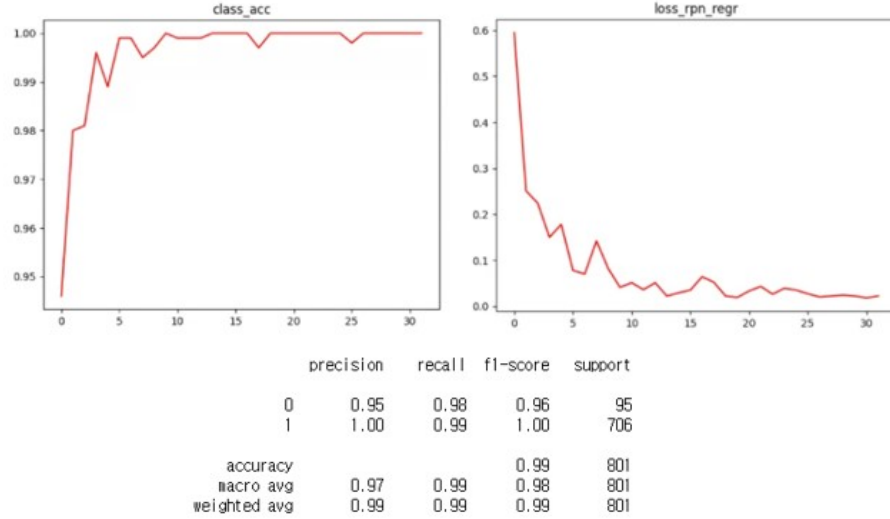 class_acc
1.00
0.99
0.98
0.97
0.96
0.95
0 5 10 15 20 25 30
loss_rpn_regr
0.6
0.5
0.4
0.3
0.2
0.1
0.0
0 5 10 15 20 25 30
precision recall f1-score support
0 0.95 0.98 0.96 95
1 1.00 0.99 1.00 706
accuracy 0.99 801
macro avg 0.97 0.99 0.98 801
weighted avg 0.99 0.99 0.99 801